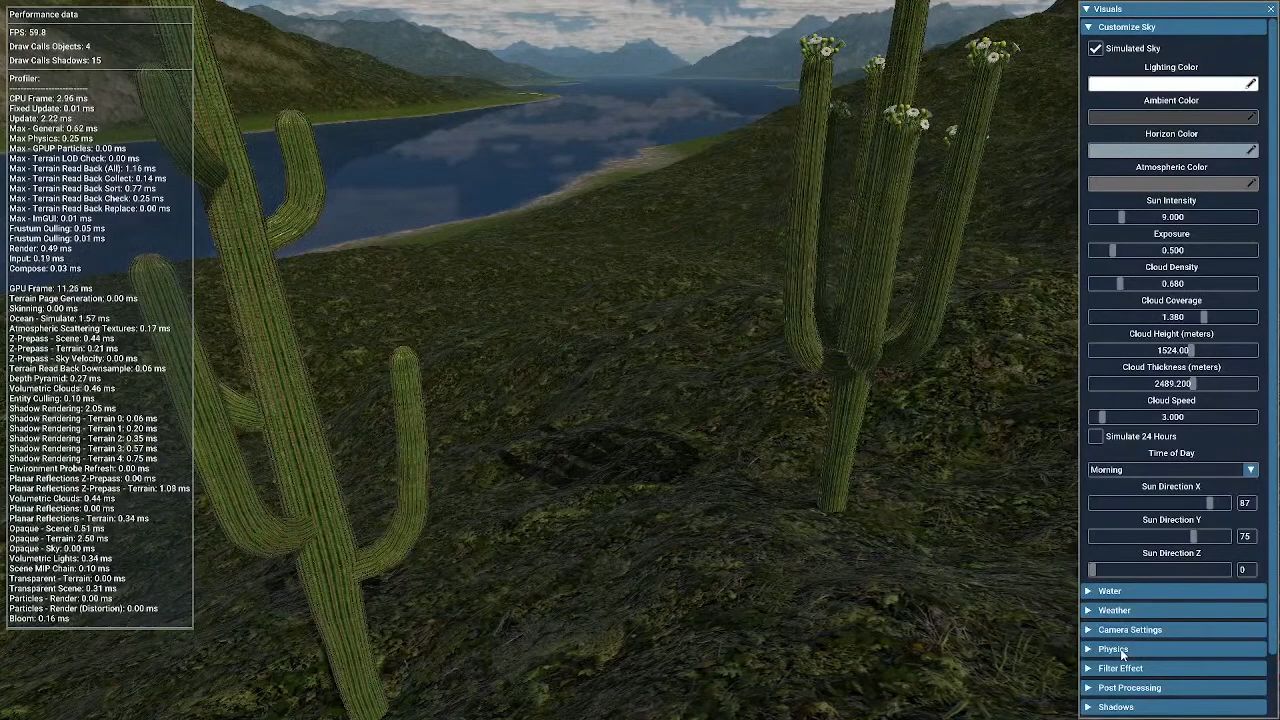 Performance data
FPS: 59.8
Draw Calls Objects: 4
Draw Calls Shadows: 15
Profiler:
CPU Frame: 2.96 ms
Fixed Update: 0.01 ms
Update: 2.22 ms
Max - General: 0.62 ms
Max Physics: 0.25 ms
Max - GPUP Particles: 0.00 ms
Max - Terrain LOD Check: 0.00 ms
Max - Terrain Read Back (All): 1.16 ms
Max - Terrain Read Back Collect: 0.14 ms
Max - Terrain Read Back Sort: 0.77 ms
Max - Terrain Read Back Check: 0.25 ms
Max - Terrain Read Back Replace: 0.00 ms
Max - ImGUI: 0.01 ms
Frustum Culling: 0.05 ms
Frustum Culling: 0.01 ms
Render: 0.49 ms
Input: 0.19 ms
Compose: 0.03 ms
GPU Frame: 11.26 ms
Terrain Page Generation: 0.00 ms
Skinning: 0.00 ms
Ocean - Simulate: 1.57 ms
Atmospheric Scattering Textures: 0.17 ms
Z-Prepass - Scene: 0.44 ms
Z-Prepass - Terrain: 0.21 ms
Z-Prepass - Sky Velocity: 0.00 ms
Terrain Read Back Downsample: 0.06 ms
Depth Pyramid: 0.27 ms
Volumetric Clouds: 0.46 ms
Entity Culling: 0.10 ms
Shadow Rendering: 2.05 ms
Shadow Rendering - Terrain 0: 0.06 ms
Shadow Rendering - Terrain 1: 0.20 ms
Shadow Rendering - Terrain 2: 0.35 ms
Shadow Rendering - Terrain 3: 0.57 ms
Shadow Rendering - Terrain 4: 0.75 ms
Environment Probe Refresh: 0.00 ms
Planar Reflections Z-Prepass: 0.00 ms
Planar Reflections Z-Prepass - Terrain: 1.08 ms
Volumetric Clouds: 0.44 ms
Planar Reflections: 0.00 ms
Planar Reflections - Terrain: 0.34 ms
Opaque - Scene: 0.51 ms
Opaque - Terrain: 2.50 ms
Opaque - Sky: 0.00 ms
Volumetric Lights: 0.34 ms
Scene MIP Chain: 0.10 ms
Transparent - Terrain: 0.00 ms
Transparent Scene: 0.31 ms
Particles - Render: 0.00 ms
Particles - Render (Distortion): 0.00 ms
Bloom: 0.16 ms
Visuals
Customize Sky
Simulated Sky
Lighting Color
Ambient Color
Horizon Color
Atmospheric Color
Sun Intensity
9.000
Exposure
0.500
Cloud Density
0.680
Cloud Coverage
1.380
Cloud Height (meters)
1524.00
Cloud Thickness (meters)
2489.200
Cloud Speed
3.000
Simulate 24 Hours
Time of Day
Morning
Sun Direction X
87
Sun Direction Y
75
Sun Direction Z
0
Water
Weather
Camera Settings
Physics
Filter Effect
Post Processing
Shadows